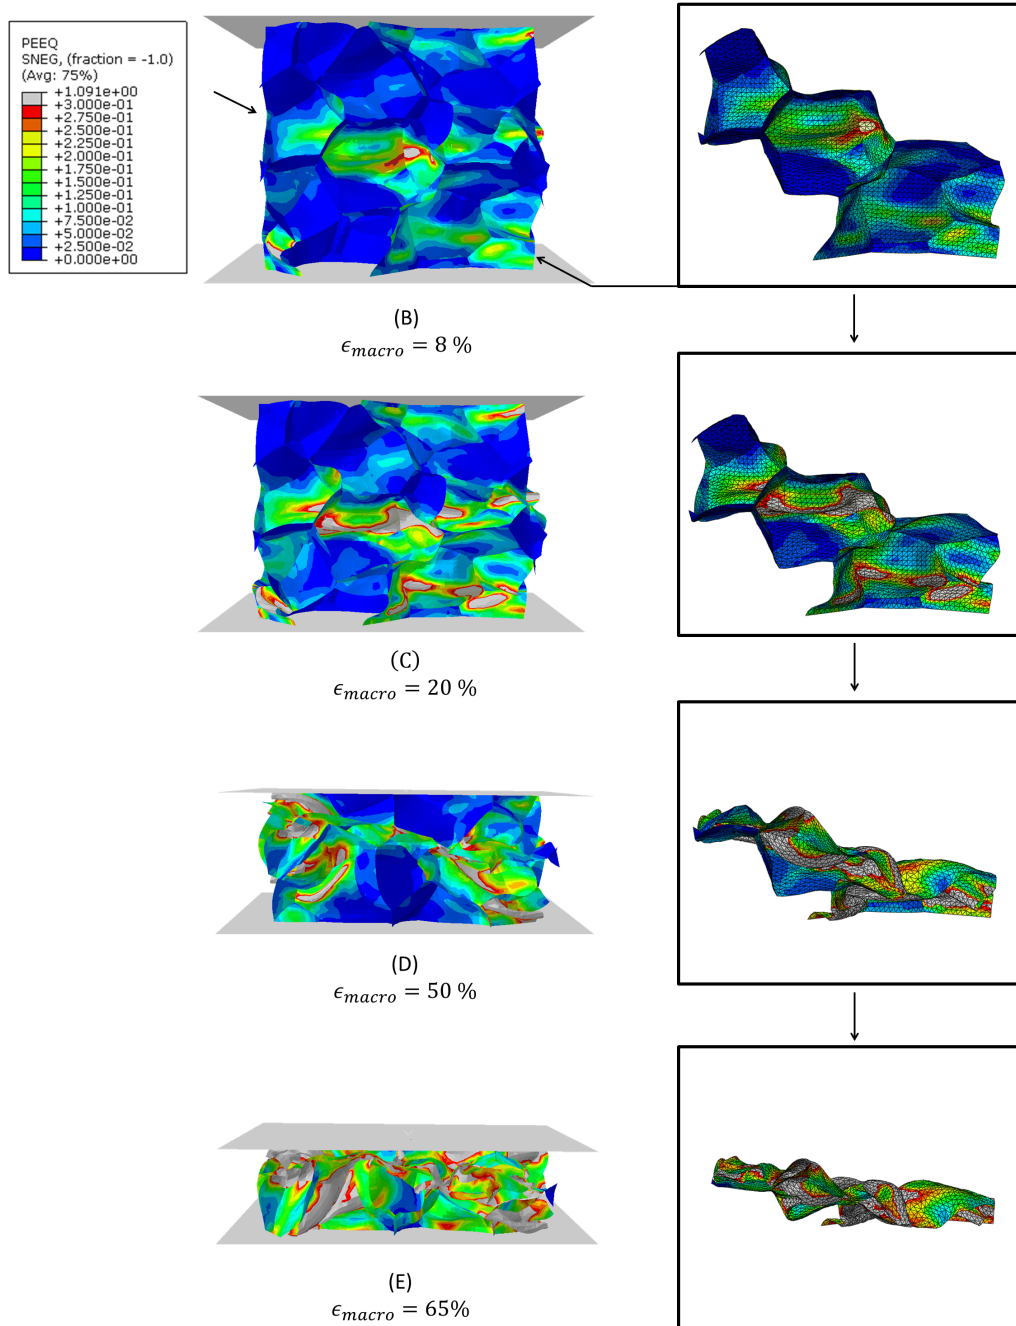 PEEQ
SNEG, (fraction = -1.0)
(Avg: 75%)
+1.091e+00
+3.000e-01
+2.750e-01
+2.500e-01
+2.250e-01
+2.000e-01
+1.750e-01
+1.500e-01
+1.250e-01
+1.000e-01
+7.500e-02
+5.000e-02
+2.500e-02
+0.000e+00
(B)
ϵmacro = 8 %
(C)
ϵmacro = 20 %
(D)
ϵmacro = 50 %
(E)
ϵmacro = 65%